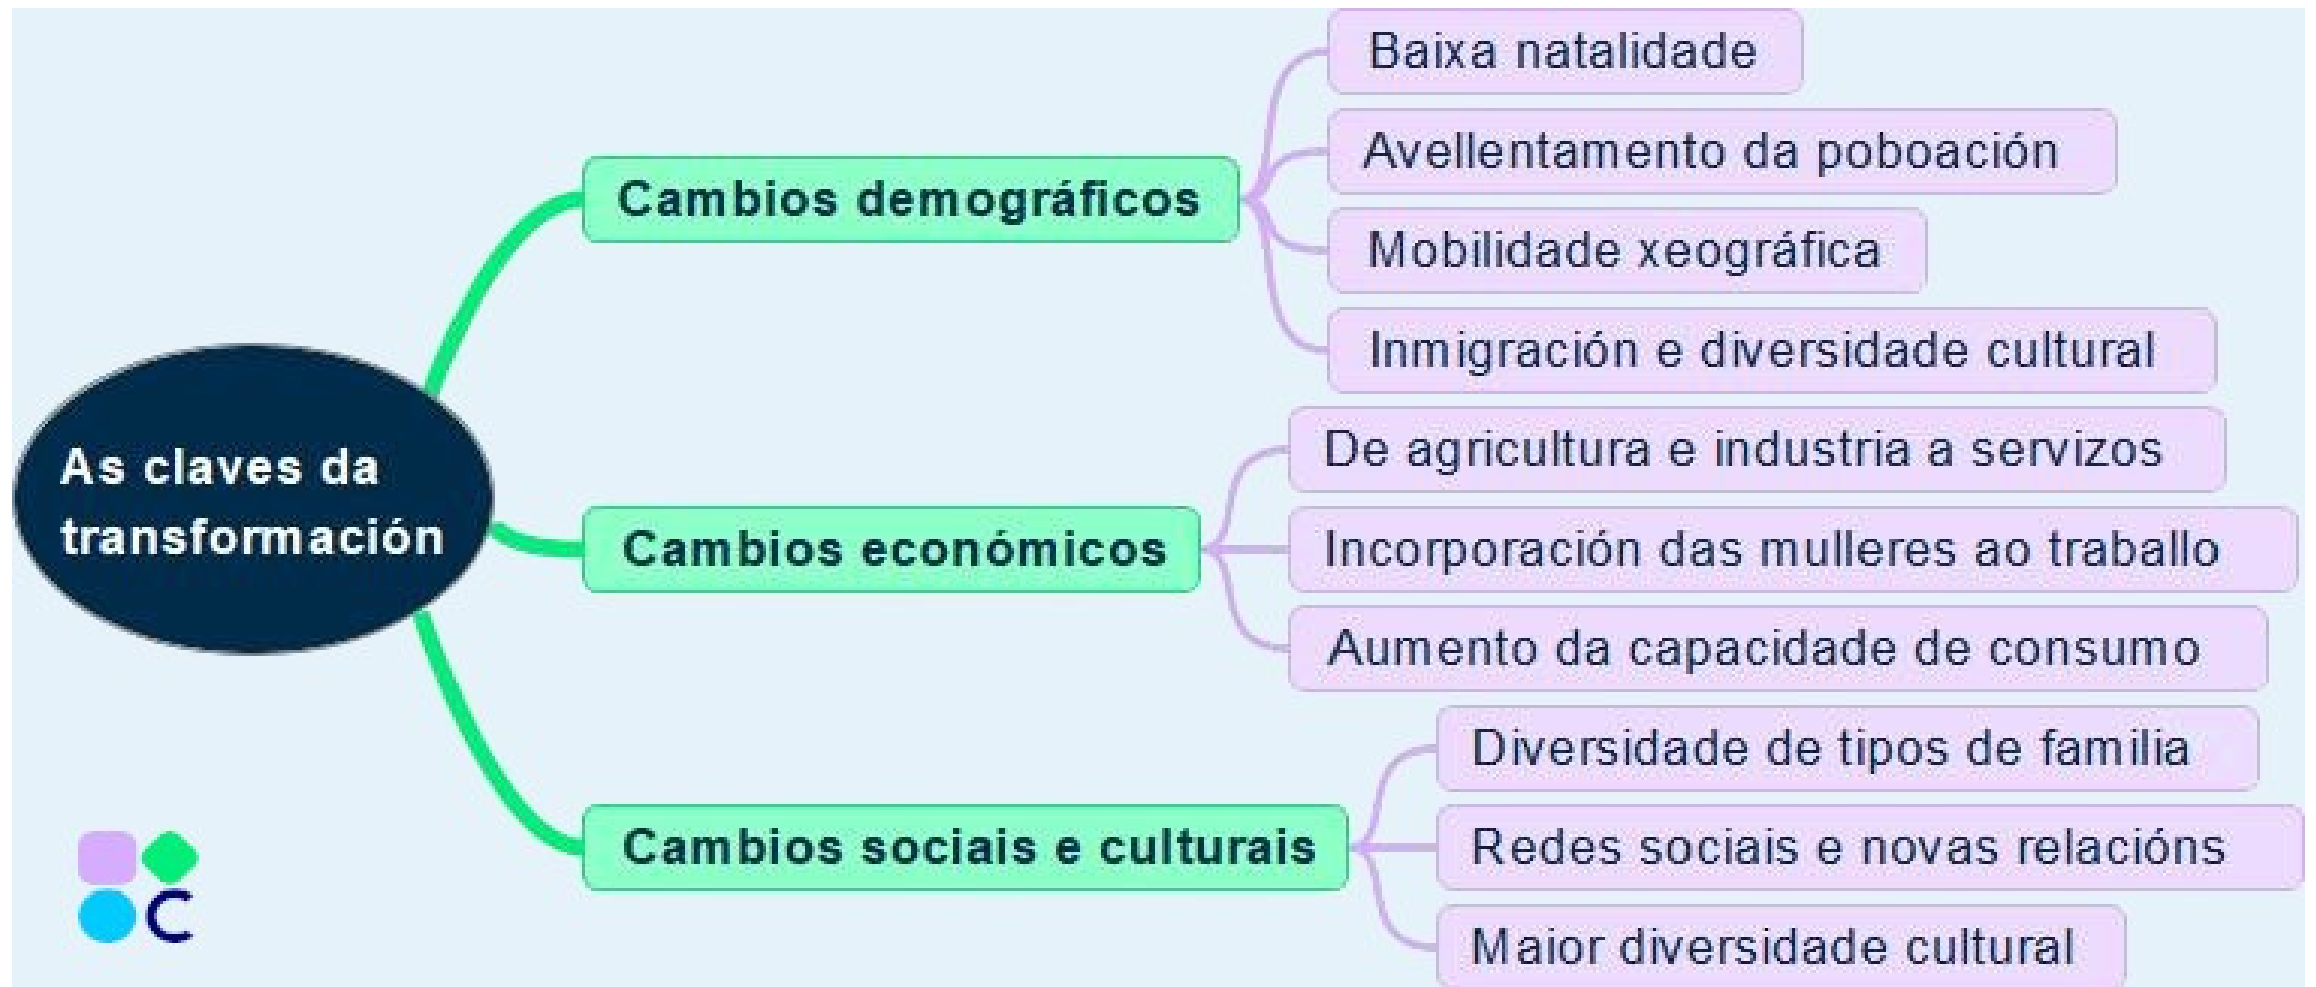 Baixa natalidade
Avellentamento da poboación
Cambios demográficos
Mobilidade xeográfica
Inmigración e diversidade cultural
As claves da
transformación
De agricultura e industria a servizos
Cambios económicos
Incorporación das mulleres ao traballo
Aumento da capacidade de consumo
Diversidade de tipos de familia
Cambios sociais e culturais
Redes sociais e novas relacións
Maior diversidade cultural
C